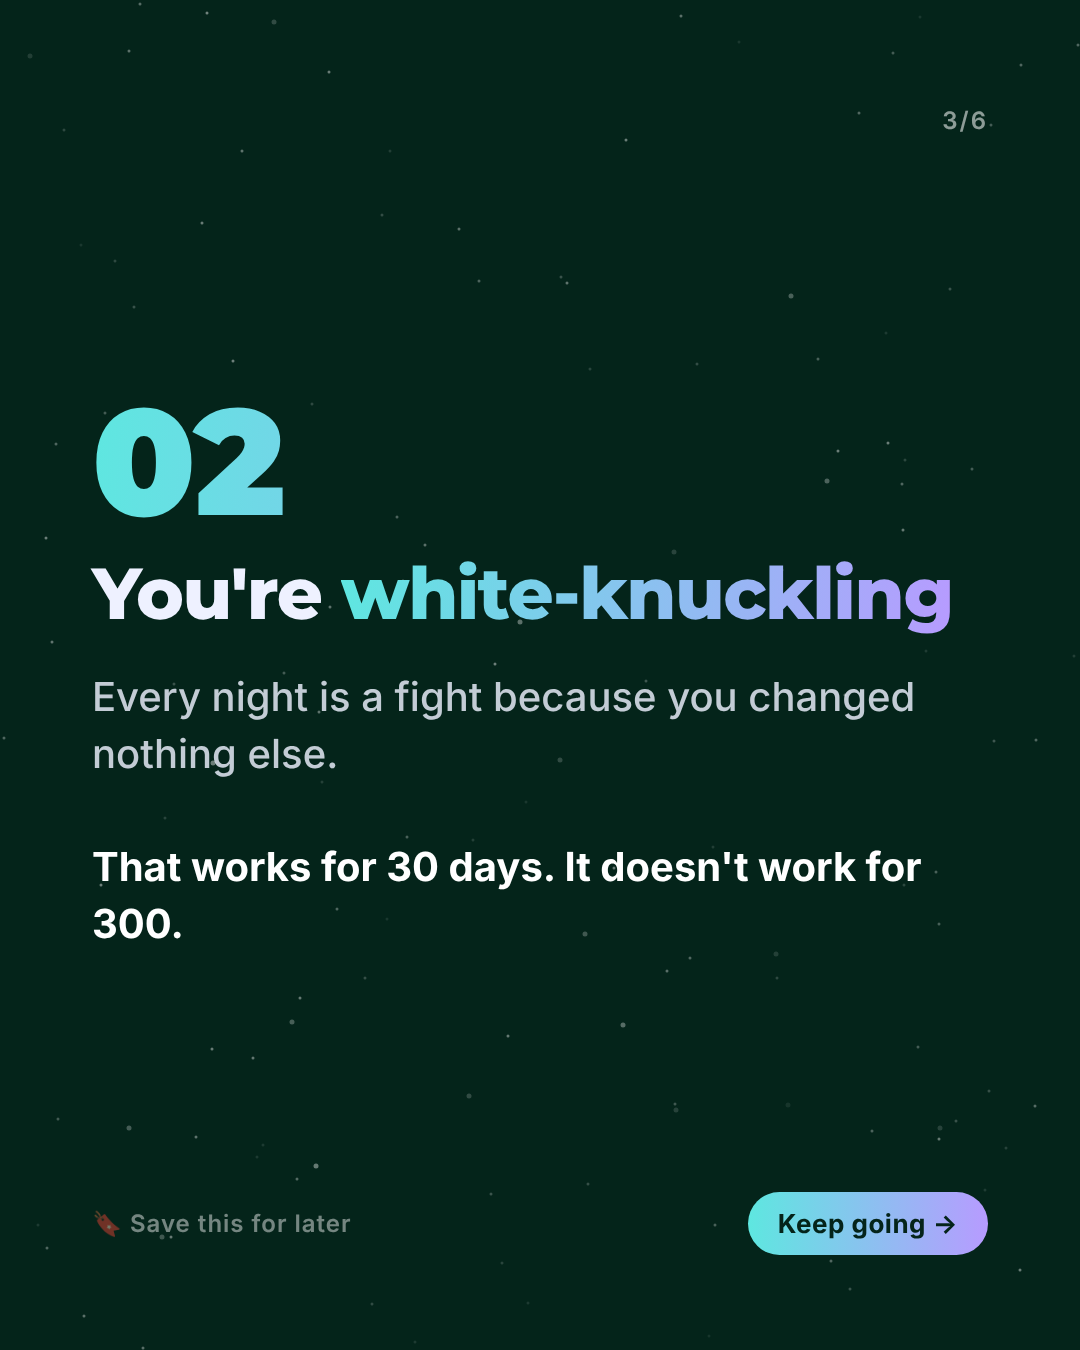 3/6
02
You're white-knuckling
Every night is a fight because you changed
nothing else.
That works for 30 days. It doesn't work for
300.
🔖 Save this for later
Keep going →